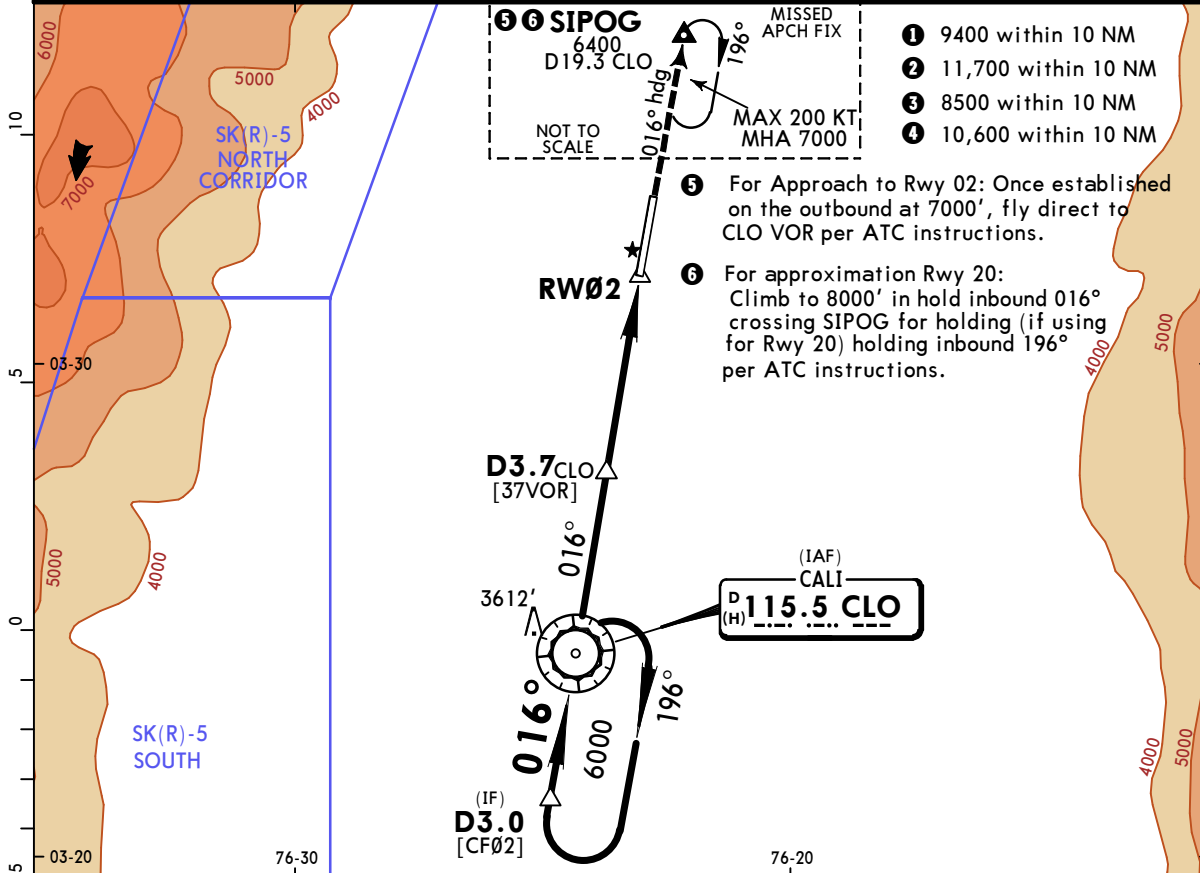 ❺ ❻ SIPOG
6400
D19.3 CLO
MISSED
APCH FIX
196°
016° hdg
MAX 200 KT
MHA 7000
NOT TO
SCALE
❶ 9400 within 10 NM
❷ 11,700 within 10 NM
❸ 8500 within 10 NM
❹ 10,600 within 10 NM
❺ For Approach to Rwy 02: Once established
on the outbound at 7000', fly direct to
CLO VOR per ATC instructions.
❻ For approximation Rwy 20:
Climb to 8000' in hold inbound 016°
crossing SIPOG for holding (if using
for Rwy 20) holding inbound 196°
per ATC instructions.
6000
5000
4000
7000
SK(R)-5
NORTH
CORRIDOR
10
5
0
5
03-30
RWØ2
D3.7 CLO
[37VOR]
016°
5000
4000
4000
5000
(IAF)
CALI
D
(H) 115.5 CLO
3612'
016°
6000
196°
SK(R)-5
SOUTH
(IF)
D3.0
[CFØ2]
4000
5000
03-20
76-30
76-20